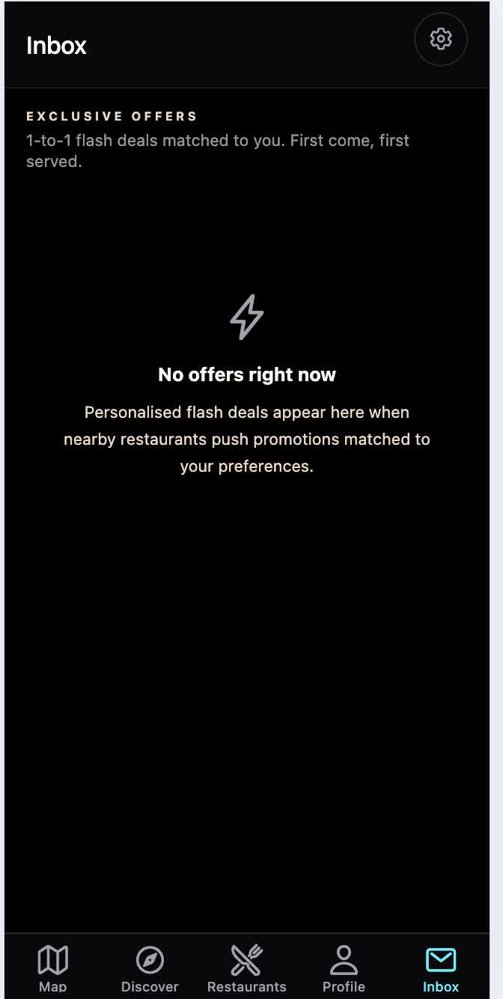 Inbox
EXCLUSIVE OFFERS
1-to-1 flash deals matched to you. First come, first
served.
No offers right now
Personalised flash deals appear here when
nearby restaurants push promotions matched to
your preferences.
Map
Discover
Restaurants
Profile
Inbox